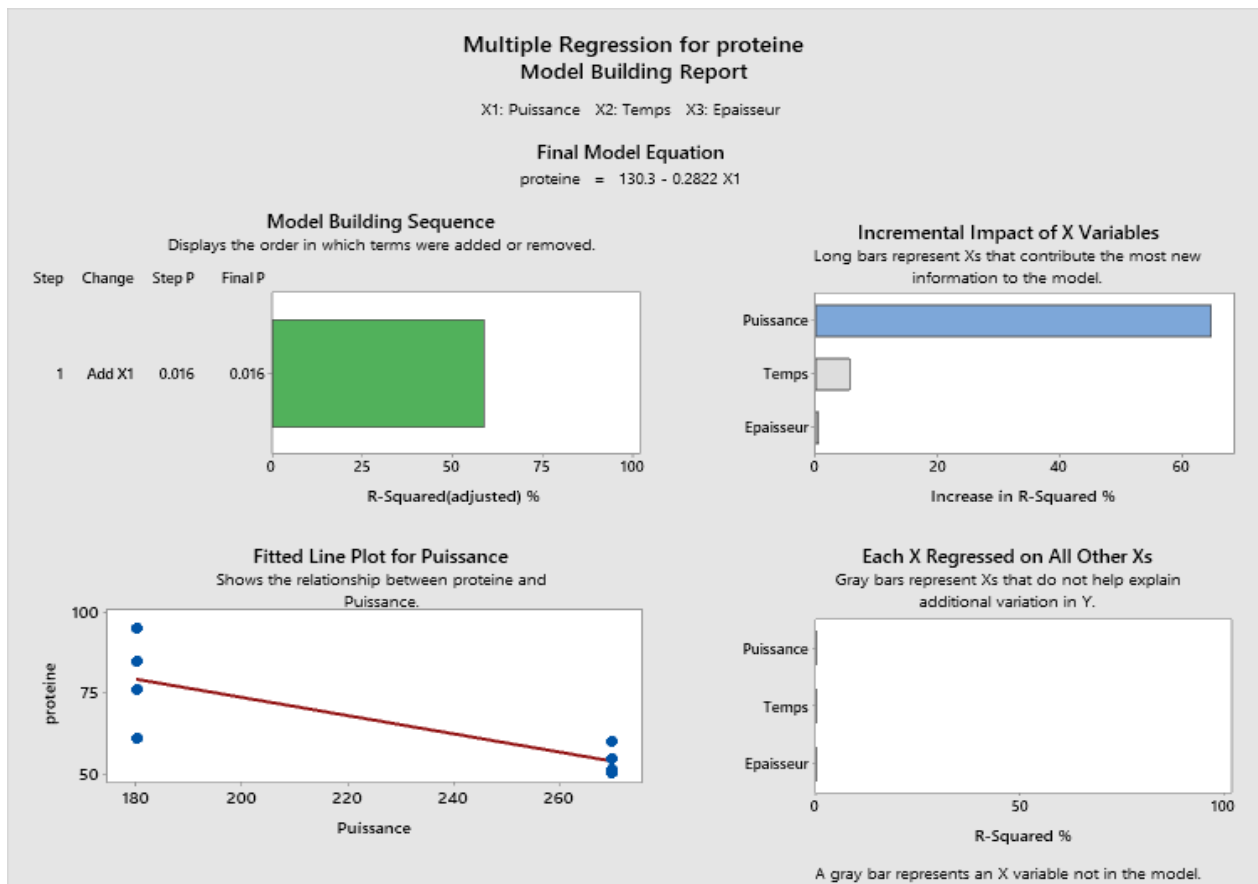 Multiple Regression for proteine
Model Building Report
X1: Puissance X2: Temps X3: Epaisseur
Final Model Equation
proteine = 130.3 - 0.2822 X1
Model Building Sequence
Displays the order in which terms were added or removed.
Step Change Step P Final P
1 Add X1 0.016 0.016
0 25 50 75 100
R-Squared(adjusted) %
Incremental Impact of X Variables
Long bars represent Xs that contribute the most new
information to the model.
Puissance
Temps
Epaisseur
0 20 40 60
Increase in R-Squared %
Fitted Line Plot for Puissance
Shows the relationship between proteine and
Puissance.
100
75
50
proteine
180 200 220 240 260
Puissance
Each X Regressed on All Other Xs
Gray bars represent Xs that do not help explain
additional variation in Y.
Puissance
Temps
Epaisseur
0 50 100
R-Squared %
A gray bar represents an X variable not in the model.